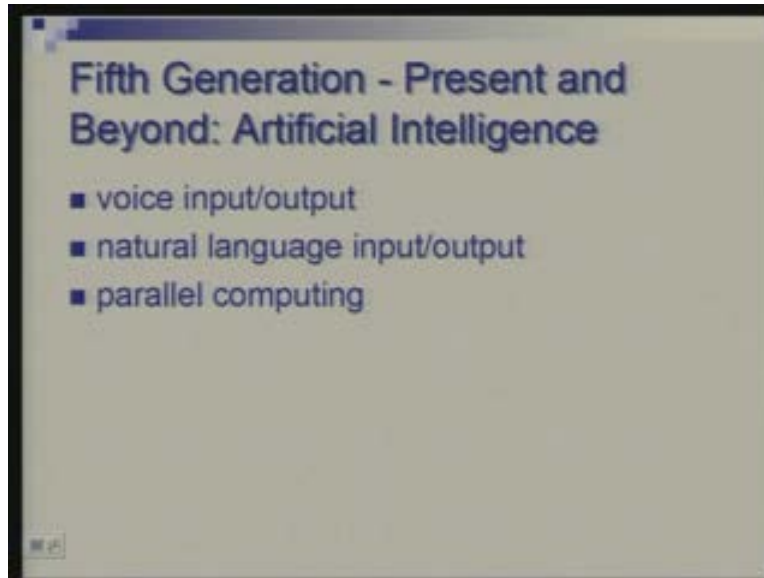 Fifth Generation - Present and
Beyond: Artificial Intelligence
voice input/output
natural language input/output
parallel computing